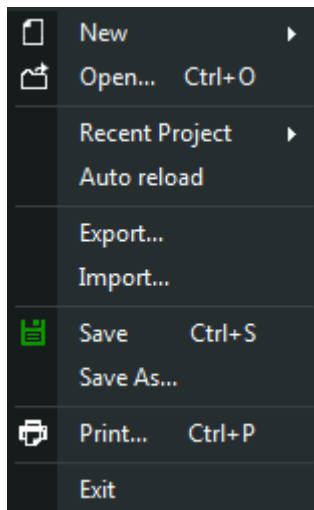 New
Open... Ctrl+O
Recent Project
Auto reload
Export...
Import...
Save Ctrl+S
Save As...
Print... Ctrl+P
Exit